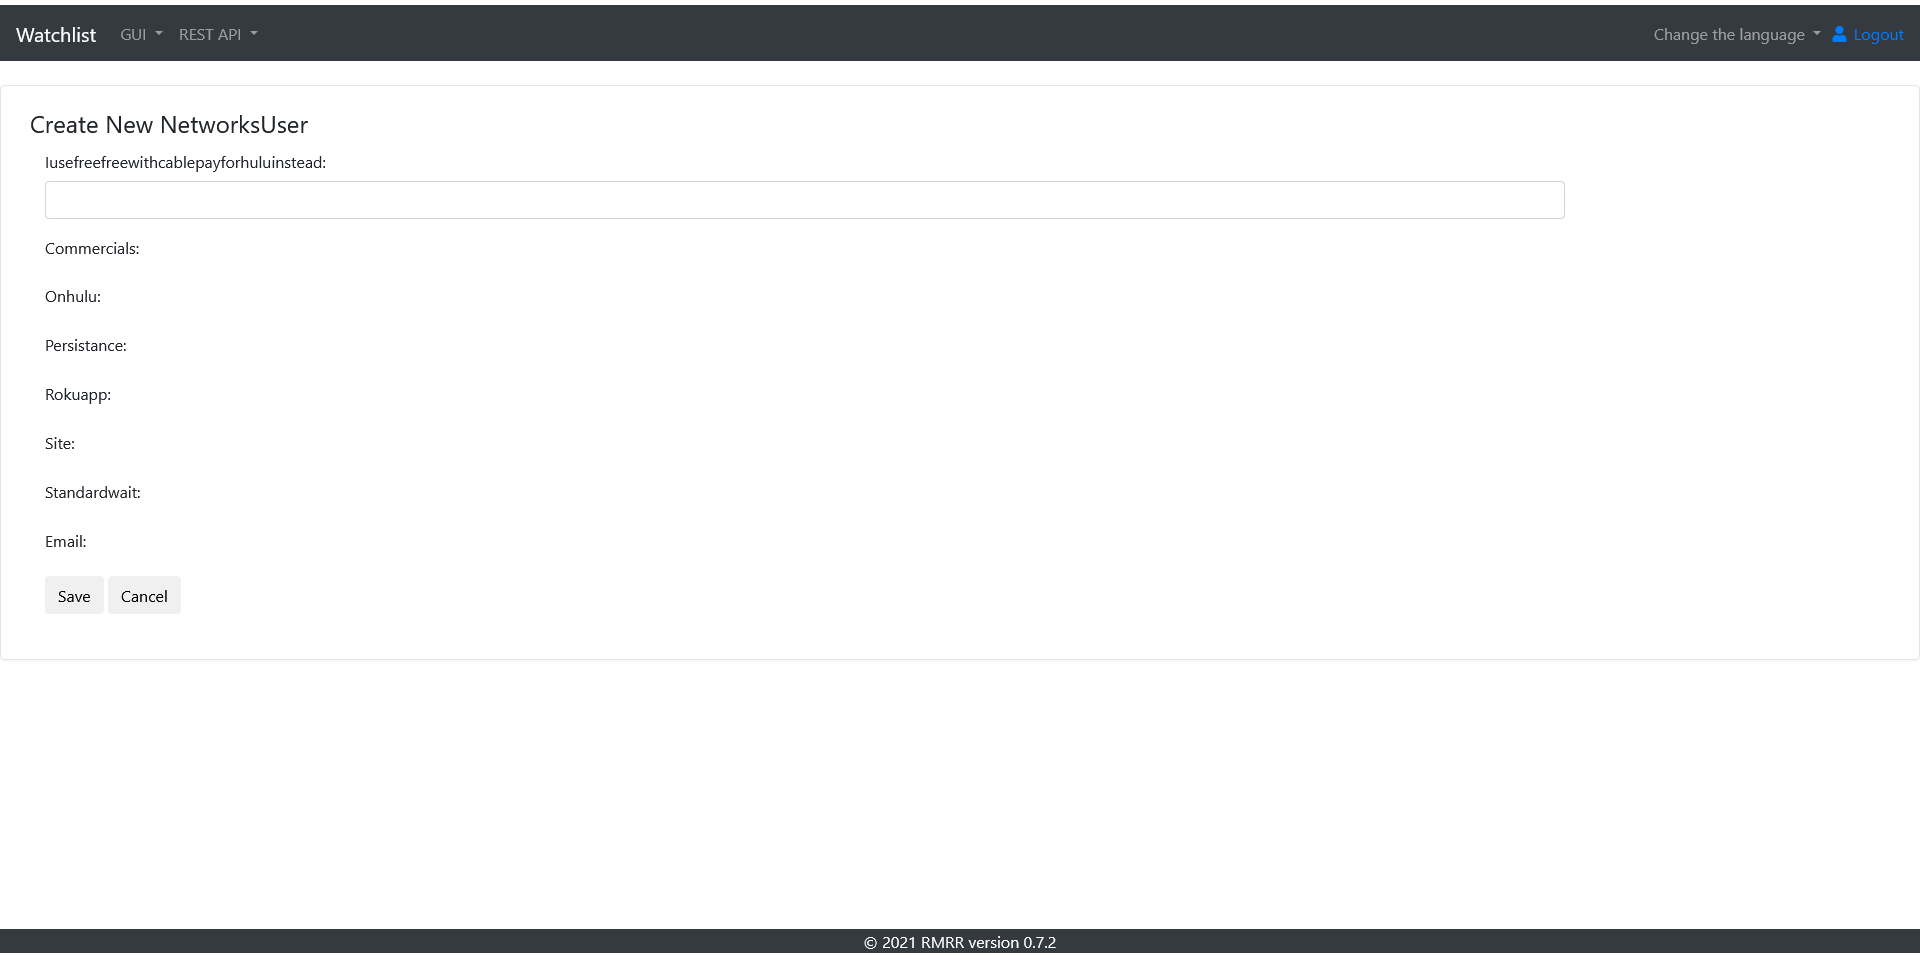 Watchlist GUI REST API Change the language Logout
Create New NetworksUser
Iusefreefreewithcablepayforhuluinstead:
Commercials:
Onhulu:
Persistance:
Rokuapp:
Site:
Standardwait:
Email:
Save Cancel
© 2021 RMRR version 0.7.2